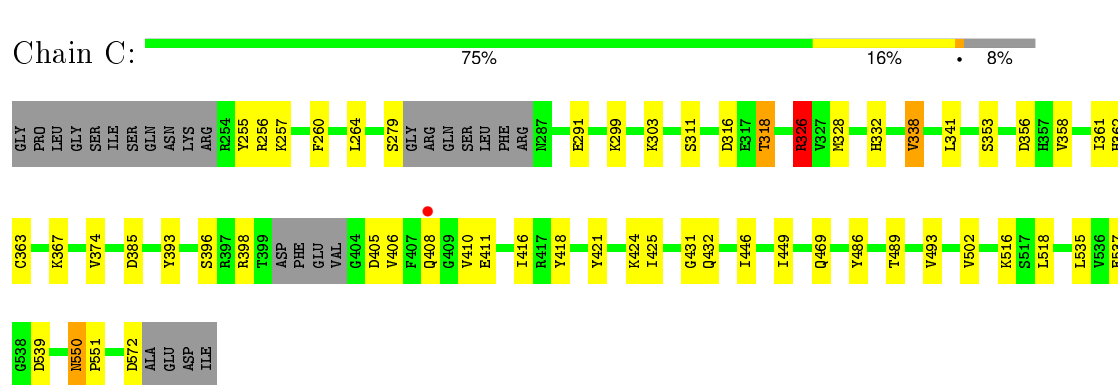 Chain C:
75% 16% • 8%
GLY PRO LEU GLY SER ILE SER GLN ASN LYS ARG R254 Y255 R256 K257 F260 L264 S279 GLY ARG GLN SER LEU PHE ARG N287 E291 K299 K303 S311 D316 E317 T318 R326 V327 M328 H332 V338 L341 S353 D356 H357 V358 I361 H362
C363 K367 V374 D385 Y393 S396 R397 R398 T399 ASP PHE GLU VAL G404 D405 V406 F407 Q408 G409 V410 E411 I416 R417 Y418 Y421 K424 I425 G431 Q432 I446 I449 Q469 Y486 T489 V493 V502 K516 S517 L518 L535 V536 E537
G538 D539 N550 P551 D572 ALA GLU ASP ILE